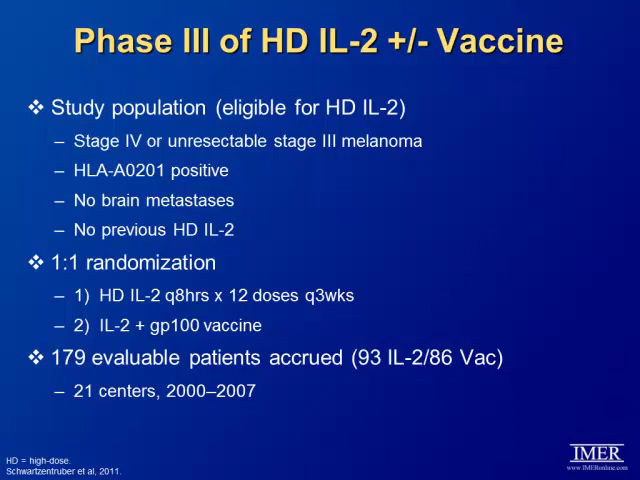 Phase III of HD IL-2 +/- Vaccine
❖ Study population (eligible for HD IL-2)
– Stage IV or unresectable stage III melanoma
– HLA-A0201 positive
– No brain metastases
– No previous HD IL-2
❖ 1:1 randomization
– 1) HD IL-2 q8hrs x 12 doses q3wks
– 2) IL-2 + gp100 vaccine
❖ 179 evaluable patients accrued (93 IL-2/86 Vac)
– 21 centers, 2000–2007
HD = high-dose.
Schwartzentruber et al, 2011.
IMER
www.IMERonline.com